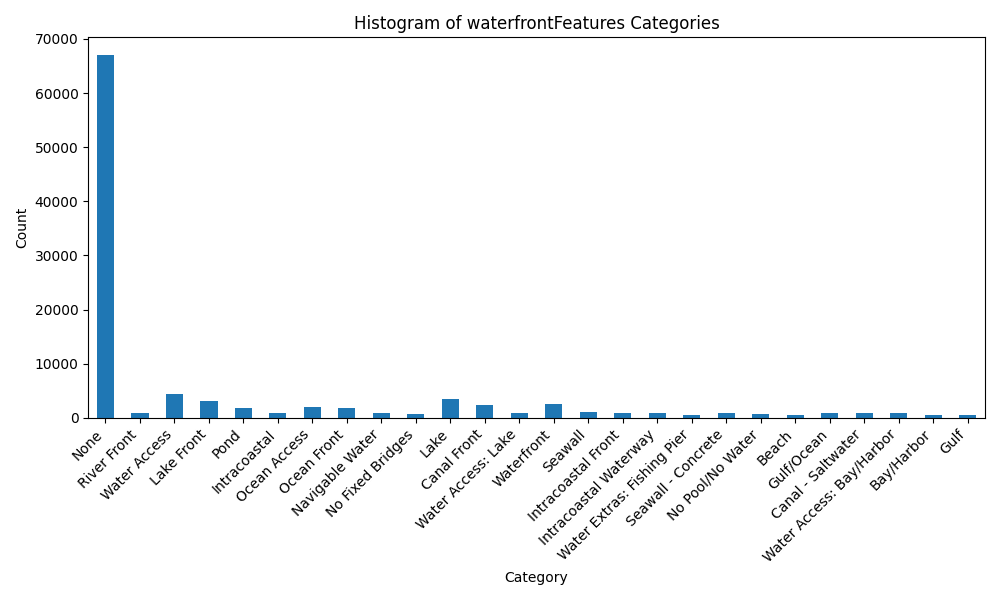 Histogram of waterfrontFeatures Categories
70000
60000
50000
40000
30000
20000
10000
0
Count
None
River Front
Water Access
Lake Front
Pond
Intracoastal
Ocean Access
Ocean Front
Navigable Water
No Fixed Bridges
Lake
Canal Front
Water Access: Lake
Waterfront
Seawall
Intracoastal Front
Intracoastal Waterway
Water Extras: Fishing Pier
Seawall - Concrete
No Pool/No Water
Beach
Gulf/Ocean
Canal - Saltwater
Water Access: Bay/Harbor
Bay/Harbor
Gulf
Category